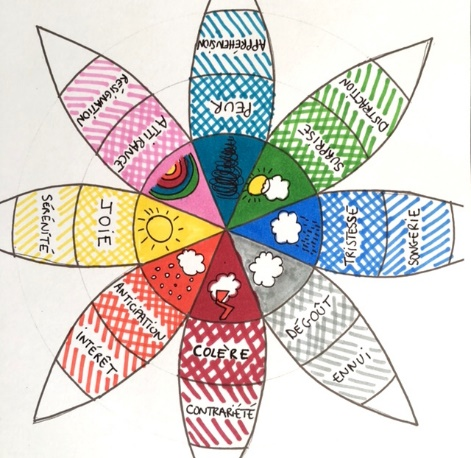 APPRÉHENSION
PEUR
DISTRACTION
SURPRISE
TRISTESSE
SONGERIE
DÉGOÛT
ENNUI
COLÈRE
CONTRARIÉTÉ
ANTICIPATION
INTÉRÊT
JOIE
SÉRÉNITÉ
ATTIRANCE
RÉSIGNATION